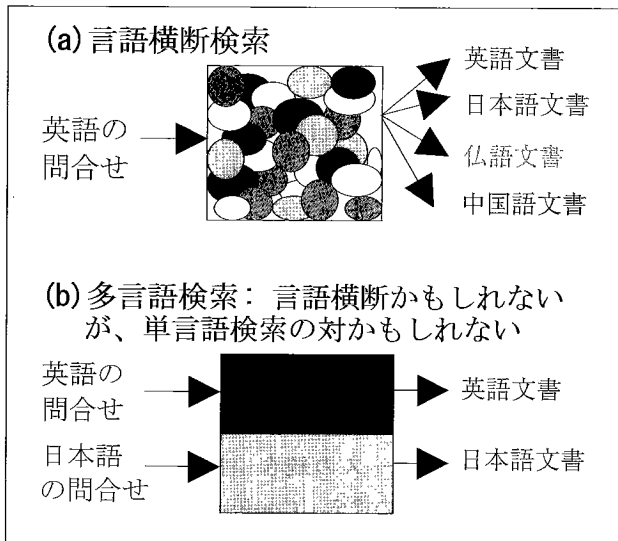 (a) 言語横断検索
英語の
問合せ
英語文書
日本語文書
仏語文書
中国語文書
(b) 多言語検索： 言語横断かもしれない
が、単言語検索の対かもしれない
英語の
問合せ
英語文書
日本語
の問合せ
日本語文書